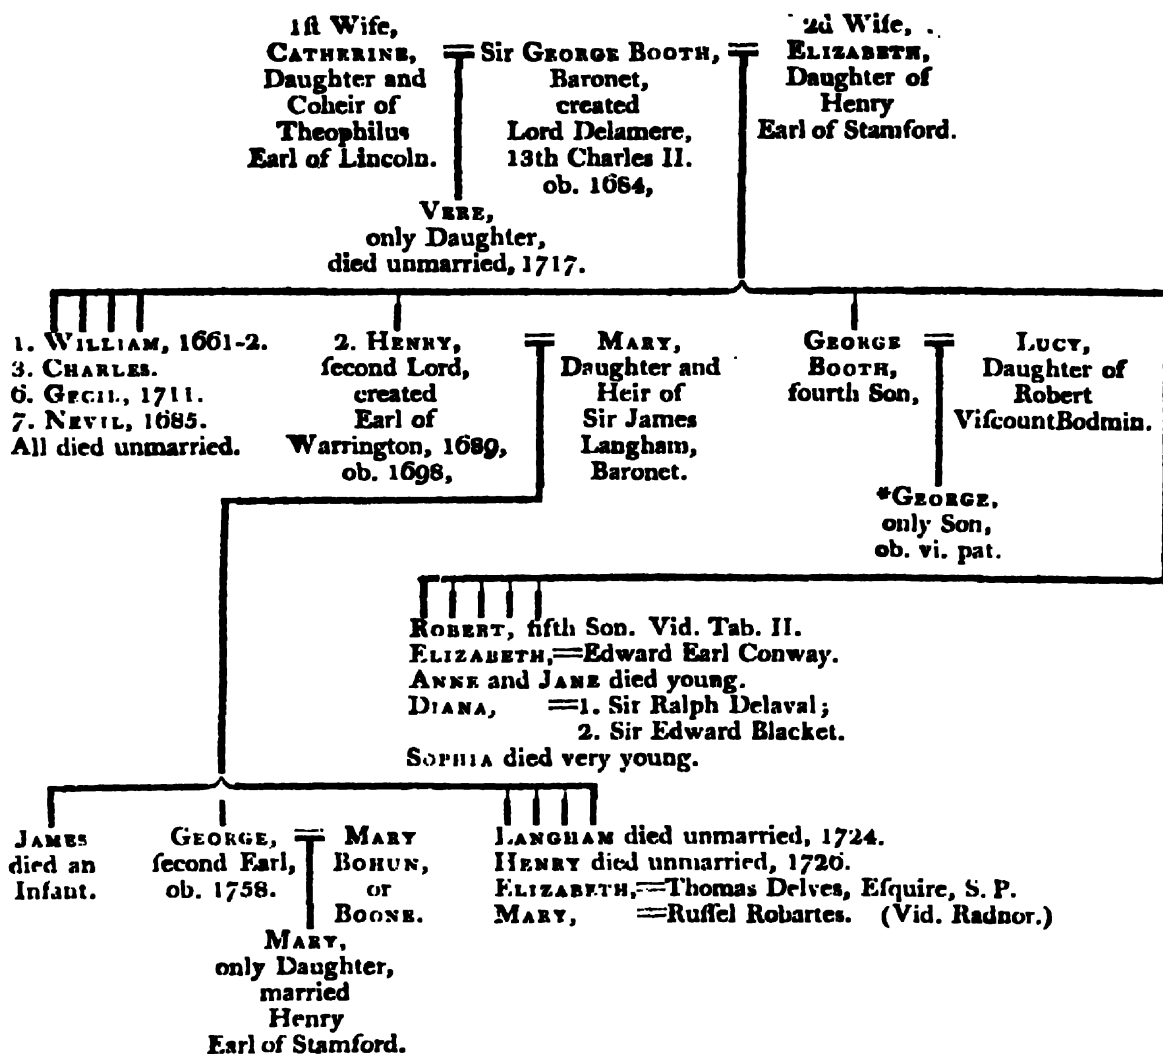 1ſt Wife,
CATHERINE,
Daughter and
Coheir of
Theophilus
Earl of Lincoln.
Sir GEORGE BOOTH,
Baronet,
created
Lord Delamere,
13th Charles II.
ob. 1684,
2d Wife,
ELIZABETH,
Daughter of
Henry
Earl of Stamford.
VERE,
only Daughter,
died unmarried, 1717.
1. WILLIAM, 1661-2.
3. CHARLES.
6. CECIL, 1711.
7. NEVIL, 1685.
All died unmarried.
2. HENRY,
ſecond Lord,
created
Earl of
Warrington, 1689,
ob. 1698,
MARY,
Daughter and
Heir of
Sir James
Langham,
Baronet.
GEORGE
BOOTH,
fourth Son,
LUCY,
Daughter of
Robert
Viſcount Bodmin.
*GEORGE,
only Son,
ob. vi. pat.
ROBERT, fifth Son. Vid. Tab. II.
ELIZABETH,=Edward Earl Conway.
ANNE and JANE died young.
DIANA, =1. Sir Ralph Delaval;
2. Sir Edward Blacket.
SOPHIA died very young.
JAMES
died an
Infant.
GEORGE,
ſecond Earl,
ob. 1758.
MARY
BOHUN,
or
BOONE.
LANGHAM died unmarried, 1724.
HENRY died unmarried, 1726.
ELIZABETH,=Thomas Delves, Eſquire, S. P.
MARY, =Ruſſel Robartes. (Vid. Radnor.)
MARY,
only Daughter,
married
Henry
Earl of Stamford.